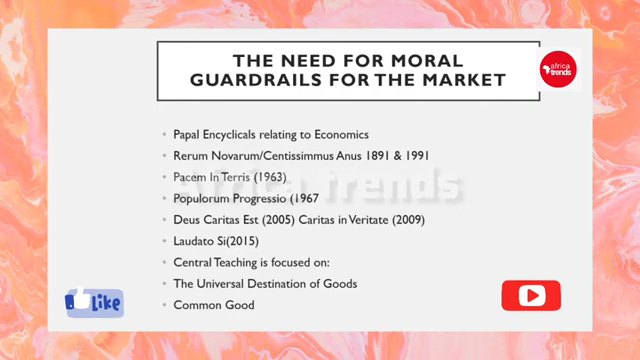 THE NEED FOR MORAL
GUARDRAILS FOR THE MARKET
africa
trends
Papal Encyclicals relating to Economics
Rerum Novarum/Centissimmus Anus 1891 & 1991
Pacem In Terris (1963)
Africa trends
Populorum Progressio (1967
Deus Caritas Est (2005) Caritas in Veritate (2009)
Laudato Si(2015)
Central Teaching is focused on:
The Universal Destination of Goods
Common Good
Like